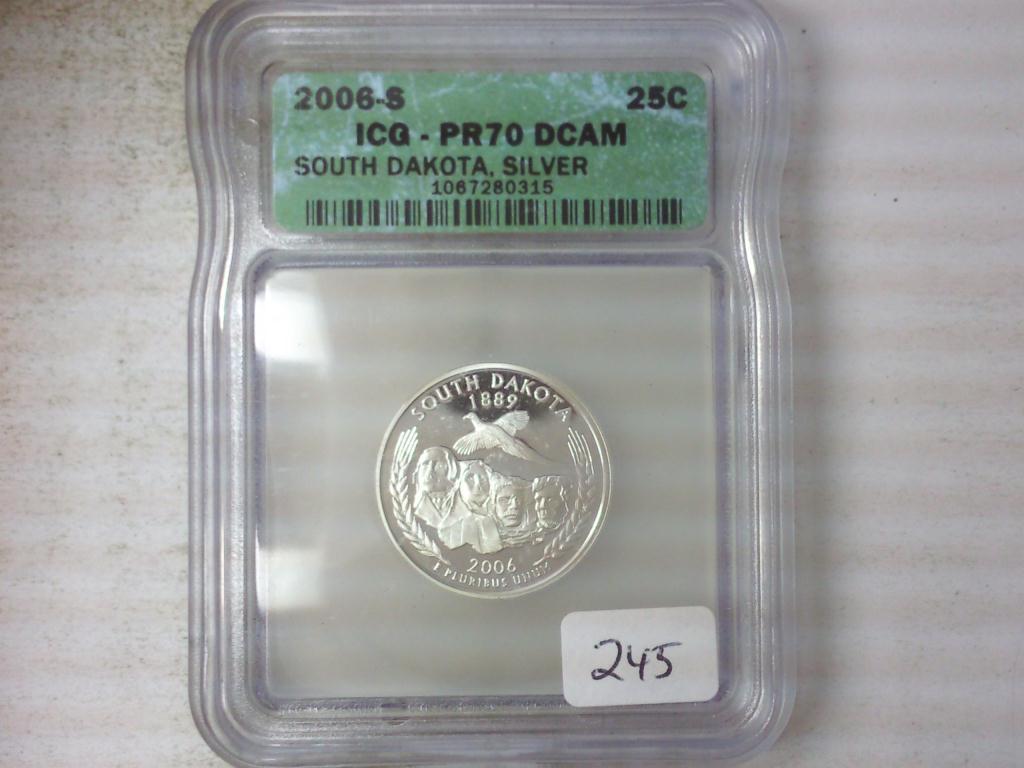 2006-S 25C
ICG - PR70 DCAM
SOUTH DAKOTA, SILVER
1067280315
SOUTH DAKOTA
1889
2006
E PLURIBUS UNUM
245